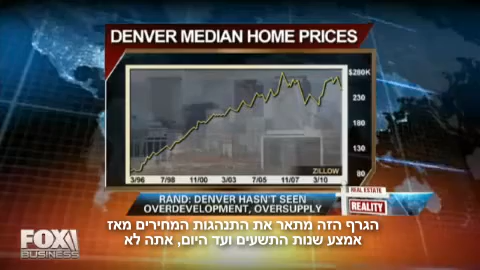 DENVER MEDIAN HOME PRICES
$280K
230
180
130
80
3/96 7/98 11/00 3/03 7/05 11/07 3/10
ZILLOW
RAND: DENVER HASN'T SEEN
OVERDEVELOPMENT, OVERSUPPLY
REAL ESTATE
REALITY
הגרף הזה מתאר את התנהגות המחירים מאז
אמצע שנות התשעים ועד היום, אתה לא
FOX
BUSINESS